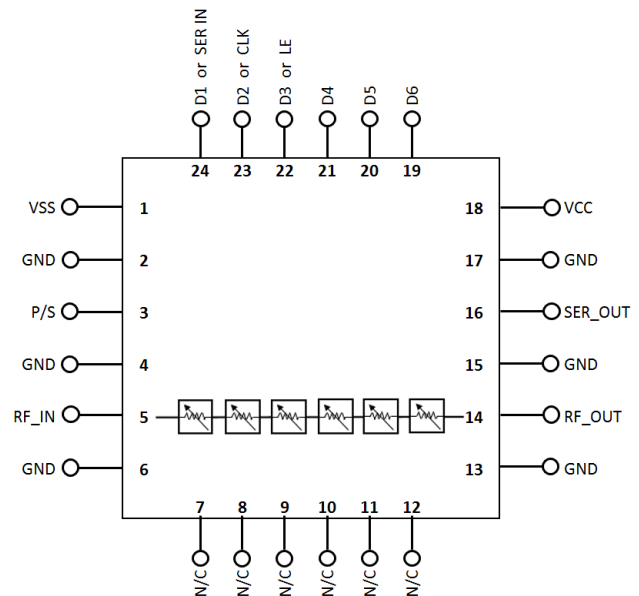 D1 or SER IN
D2 or CLK
D3 or LE
D4
D5
D6
24 23 22 21 20 19
VSS 1 18 VCC
GND 2 17 GND
P/S 3 16 SER_OUT
GND 4 15 GND
RF_IN 5 14 RF_OUT
GND 6 13 GND
7 8 9 10 11 12
N/C N/C N/C N/C N/C N/C